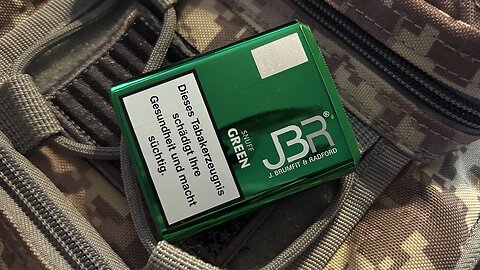 Dieses Tabakerzeugnis
schädigt Ihre
Gesundheit und macht
süchtig.
SNUFF
GREEN
JBR®
J. BRUMFIT & RADFORD